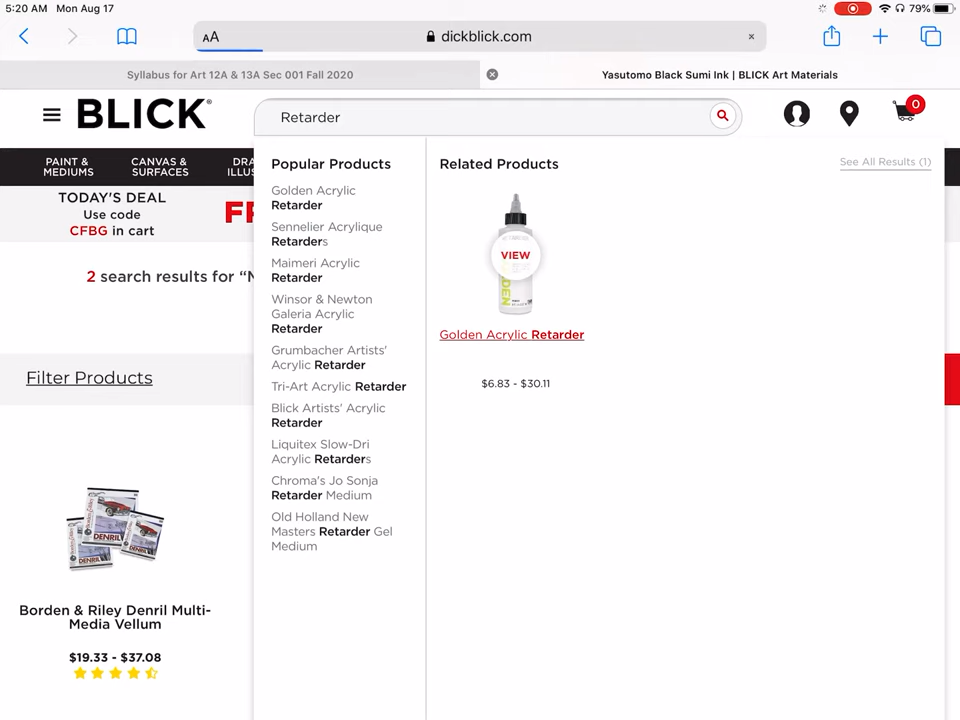 5:20 AM Mon Aug 17
79%
AA
dickblick.com
Syllabus for Art 12A & 13A Sec 001 Fall 2020
Yasutomo Black Sumi Ink | BLICK Art Materials
BLICK®
Retarder
0
PAINT &
MEDIUMS
CANVAS &
SURFACES
DRA
ILLUS
TODAY'S DEAL
Use code
CFBG in cart
FR
2 search results for “M
Filter Products
Borden & Riley Denril Multi-
Media Vellum
$19.33 - $37.08
Popular Products
Golden Acrylic
Retarder
Sennelier Acrylique
Retarders
Maimeri Acrylic
Retarder
Winsor & Newton
Galeria Acrylic
Retarder
Grumbacher Artists'
Acrylic Retarder
Tri-Art Acrylic Retarder
Blick Artists' Acrylic
Retarder
Liquitex Slow-Dri
Acrylic Retarders
Chroma's Jo Sonja
Retarder Medium
Old Holland New
Masters Retarder Gel
Medium
Related Products
See All Results (1)
VIEW
Golden Acrylic Retarder
$6.83 - $30.11
DENRIL